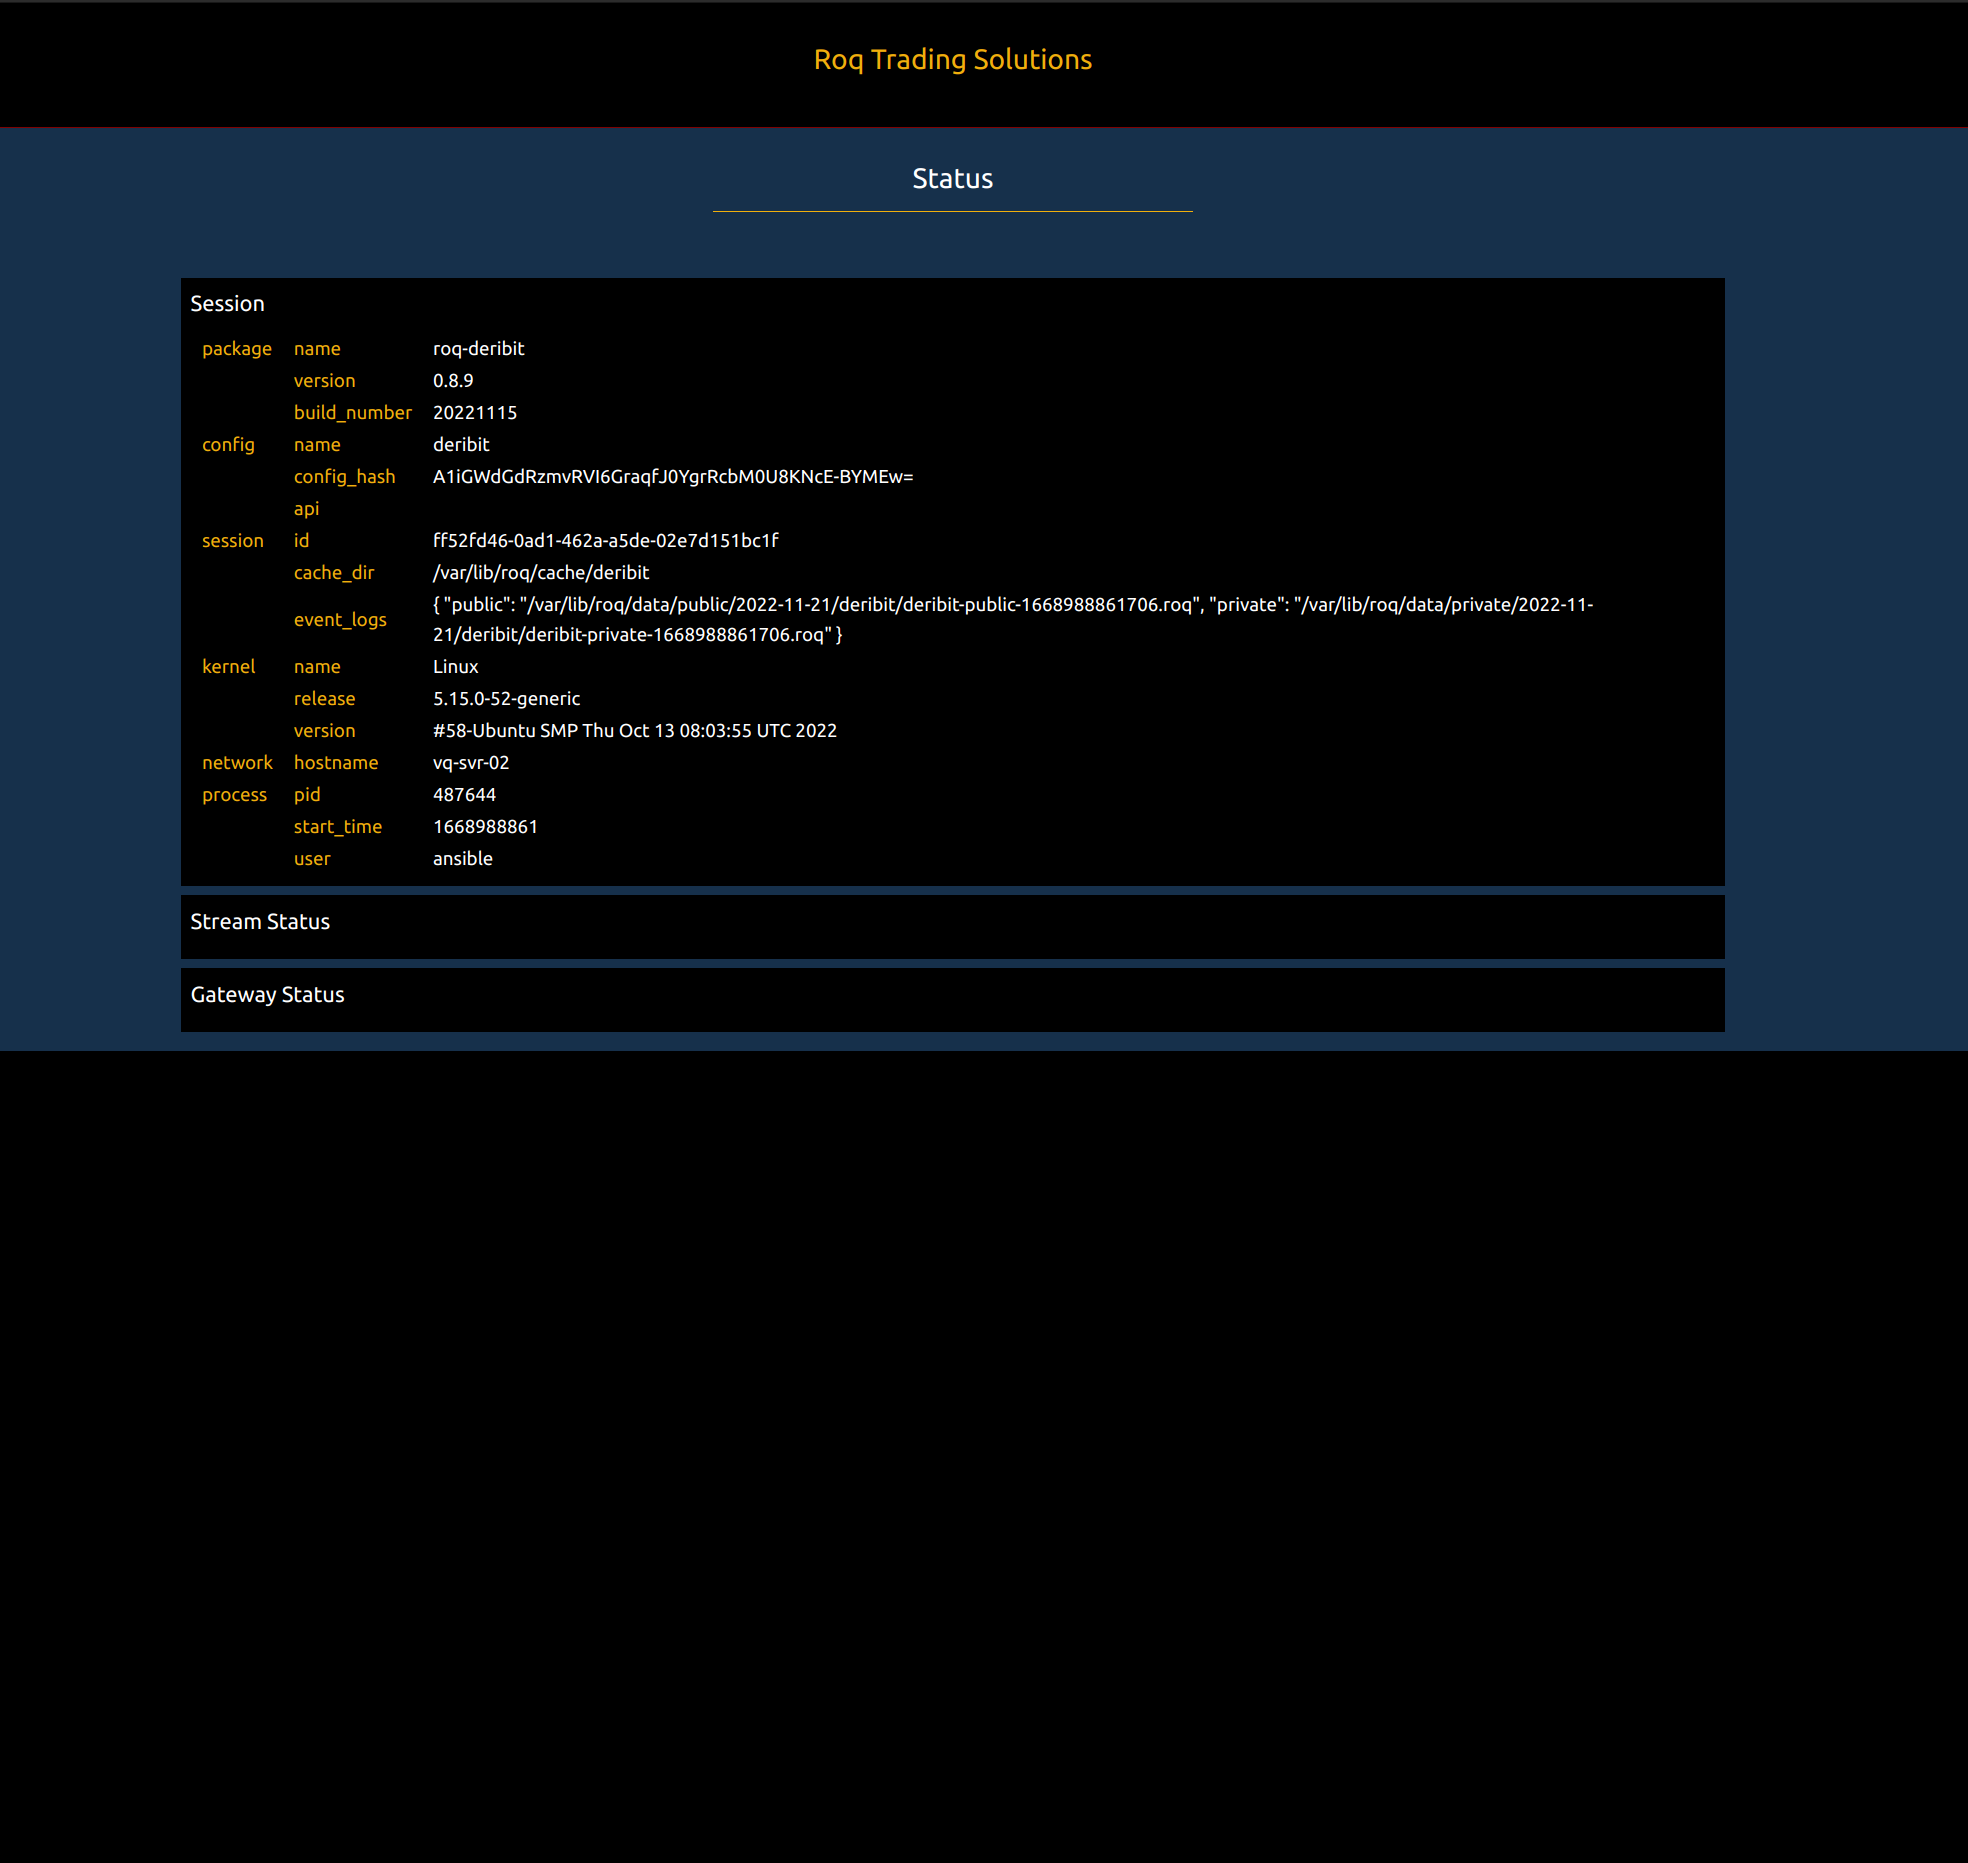 Roq Trading Solutions
Status
Session
package name roq-deribit
version 0.8.9
build_number 20221115
config name deribit
config_hash A1iGWdGdRzmvRVI6GraqfJ0YgrRcbM0U8KNcE-BYMEw=
api
session id ff52fd46-0ad1-462a-a5de-02e7d151bc1f
cache_dir /var/lib/roq/cache/deribit
event_logs { "public": "/var/lib/roq/data/public/2022-11-21/deribit/deribit-public-1668988861706.roq", "private": "/var/lib/roq/data/private/2022-11-
21/deribit/deribit-private-1668988861706.roq" }
kernel name Linux
release 5.15.0-52-generic
version #58-Ubuntu SMP Thu Oct 13 08:03:55 UTC 2022
network hostname vq-svr-02
process pid 487644
start_time 1668988861
user ansible
Stream Status
Gateway Status